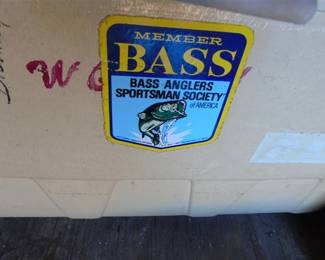 MEMBER
BASS
BASS ANGLERS
SPORTSMAN SOCIETY
of AMERICA